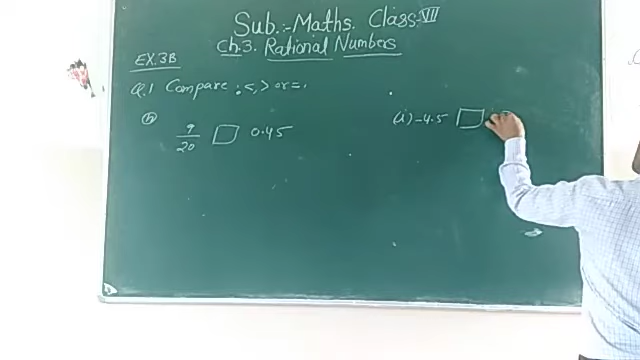 Sub.:-Maths. Class:VII
Ch.3. Rational Numbers
EX.3B
Q.1 Compare :<,> or=.
(h) 9/20 □ 0.45
(i) -4.5 □